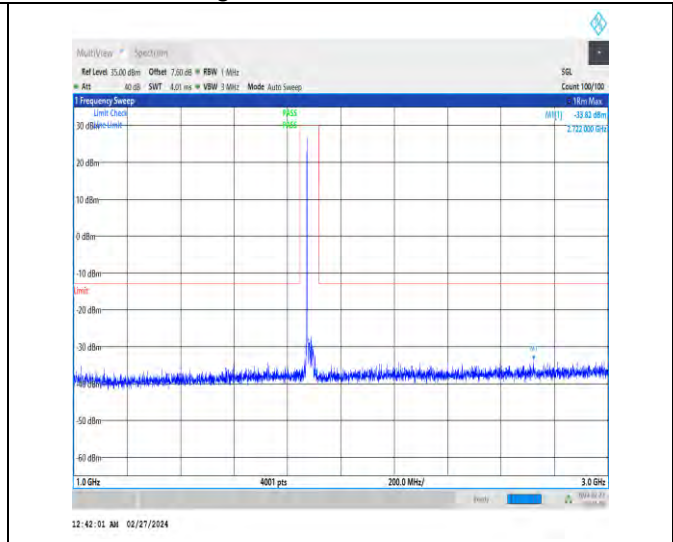 MultiView Spectrum
Ref Level 35.00 dBm Offset 7.60 dB RBW 1 MHz SGL
Att 40 dB SWT 4.01 ms VBW 3 MHz Mode Auto Sweep Count 100/100
1 Frequency Sweep 1Rm Max
Limit Check PASS M1[1] -33.62 dBm
30 dBm Limit PASS 2.722 000 GHz
20 dBm
10 dBm
0 dBm
-10 dBm
Limit
-20 dBm
-30 dBm
M1
-40 dBm
-50 dBm
-60 dBm
1.0 GHz 4001 pts 200.0 MHz/ 3.0 GHz
Ready
12:42:01 AM 02/27/2024